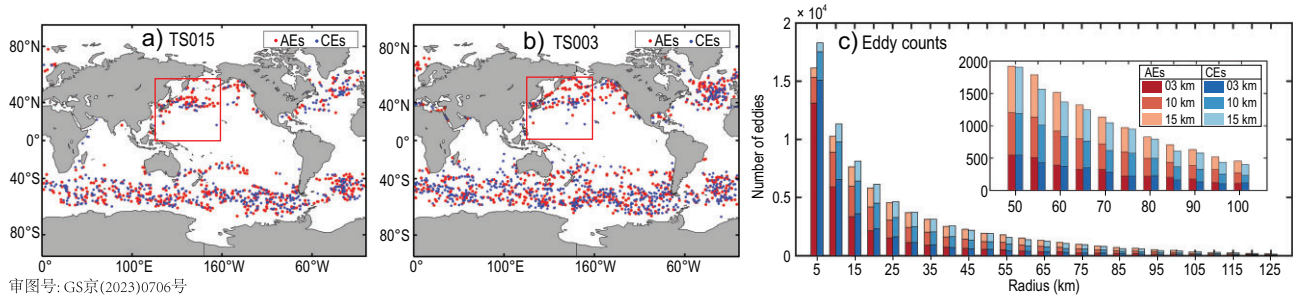 a) TS015
AEs CEs
80°N
40°N
0°
40°S
80°S
0° 100°E 160°W 60°W
b) TS003
AEs CEs
80°N
40°N
0°
40°S
80°S
0° 100°E 160°W 60°W
c) Eddy counts
× 10⁴
Number of eddies
2
1.5
1
0.5
0
5 15 25 35 45 55 65 75 85 95 105 115 125
Radius (km)
2000
1500
1000
500
0
50 60 70 80 90 100
AEs CEs
03 km 03 km
10 km 10 km
15 km 15 km
审图号: GS京(2023)0706号